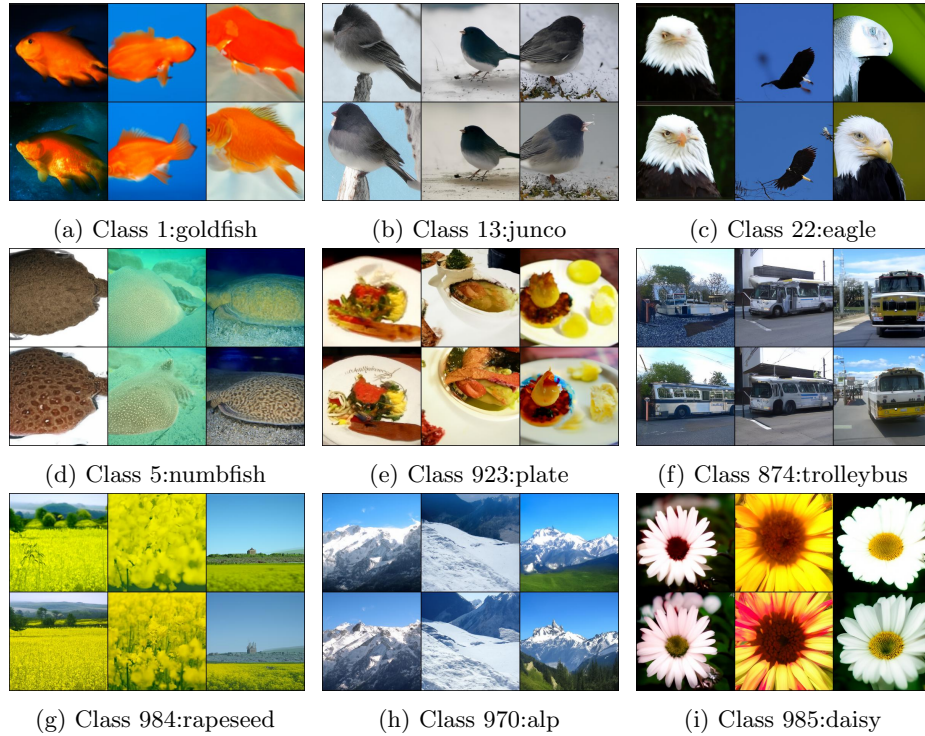 (a) Class 1:goldfish
(b) Class 13:junco
(c) Class 22:eagle
(d) Class 5:numbfish
(e) Class 923:plate
(f) Class 874:trolleybus
(g) Class 984:rapeseed
(h) Class 970:alp
(i) Class 985:daisy